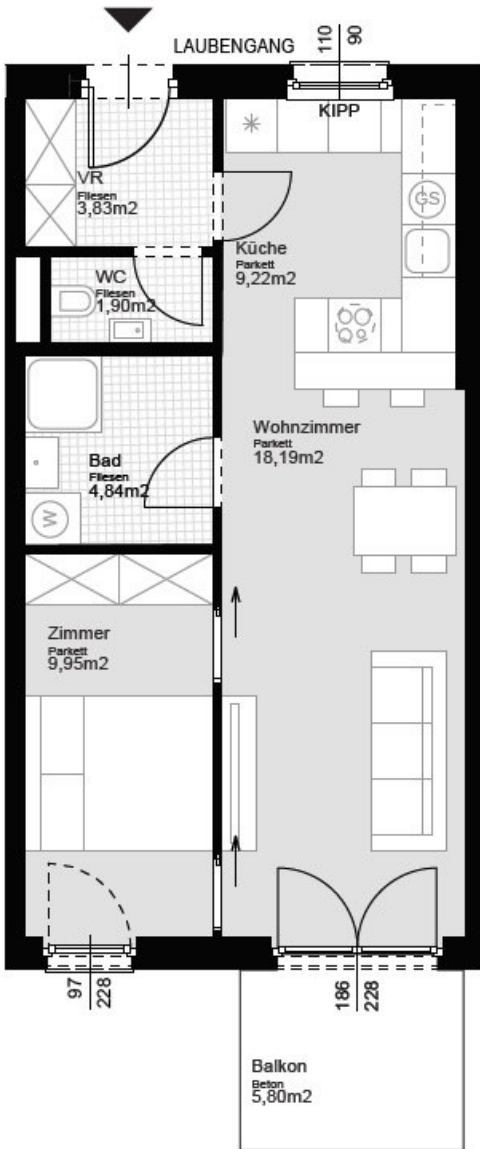 LAUBENGANG
110
90
KIPP
VR
Fliesen
3,83m2
GS
Küche
Parkett
9,22m2
WC
Fliesen
1,90m2
Wohnzimmer
Parkett
18,19m2
Bad
Fliesen
4,84m2
W
Zimmer
Parkett
9,95m2
97
228
186
228
Balkon
Beton
5,80m2